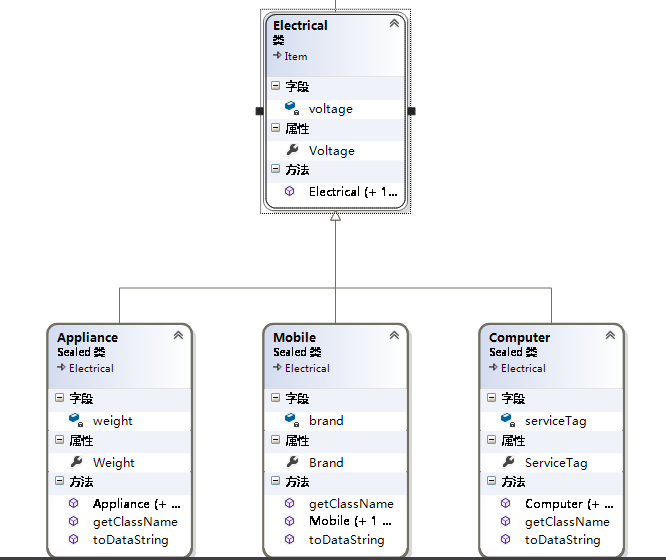 Electrical
类
Item
字段
voltage
属性
Voltage
方法
Electrical (+ 1...
Appliance
Sealed 类
Electrical
字段
weight
属性
Weight
方法
Appliance (+ ...
getClassName
toDataString
Mobile
Sealed 类
Electrical
字段
brand
属性
Brand
方法
getClassName
Mobile (+ 1 ...
toDataString
Computer
Sealed 类
Electrical
字段
serviceTag
属性
ServiceTag
方法
Computer (+ ...
getClassName
toDataString